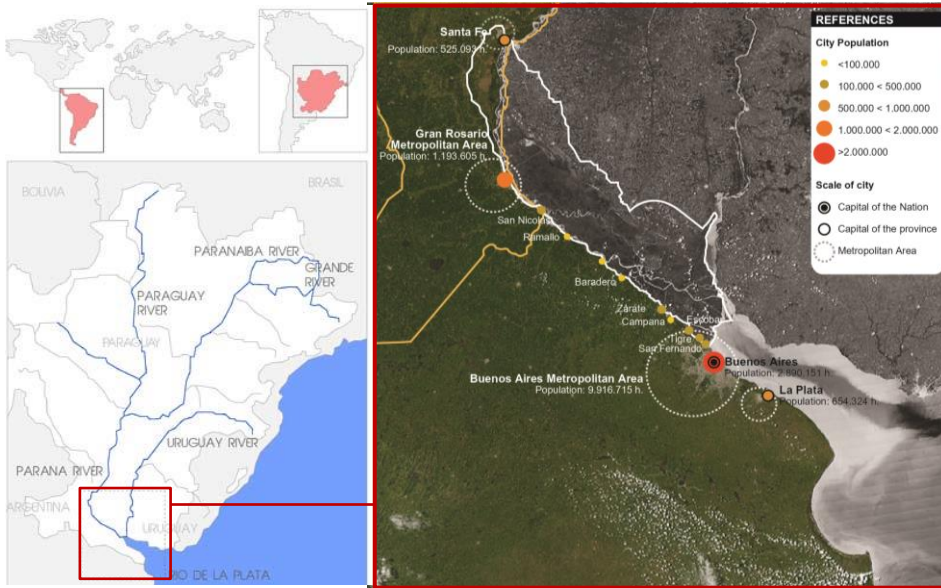 BOLIVIA
BRASIL
PARANAIBA RIVER
GRANDE
RIVER
PARAGUAY
RIVER
PARAGUAY
URUGUAY RIVER
PARANA RIVER
ARGENTINA
URUGUAY
RIO DE LA PLATA
Santa Fe
Population: 525.093 h.
Gran Rosario
Metropolitan Area
Population: 1.193.605 h.
San Nicolas
Ramallo
Baradero
Zárate
Campana
Escobar
Tigre
San Fernando
Buenos Aires
Population: 2.890.151 h.
Buenos Aires Metropolitan Area
Population: 9.916.715 h.
La Plata
Population: 654.324 h.
REFERENCES
City Population
<100.000
100.000 < 500.000
500.000 < 1.000.000
1.000.000 < 2.000.000
>2.000.000
Scale of city
Capital of the Nation
Capital of the province
Metropolitan Area